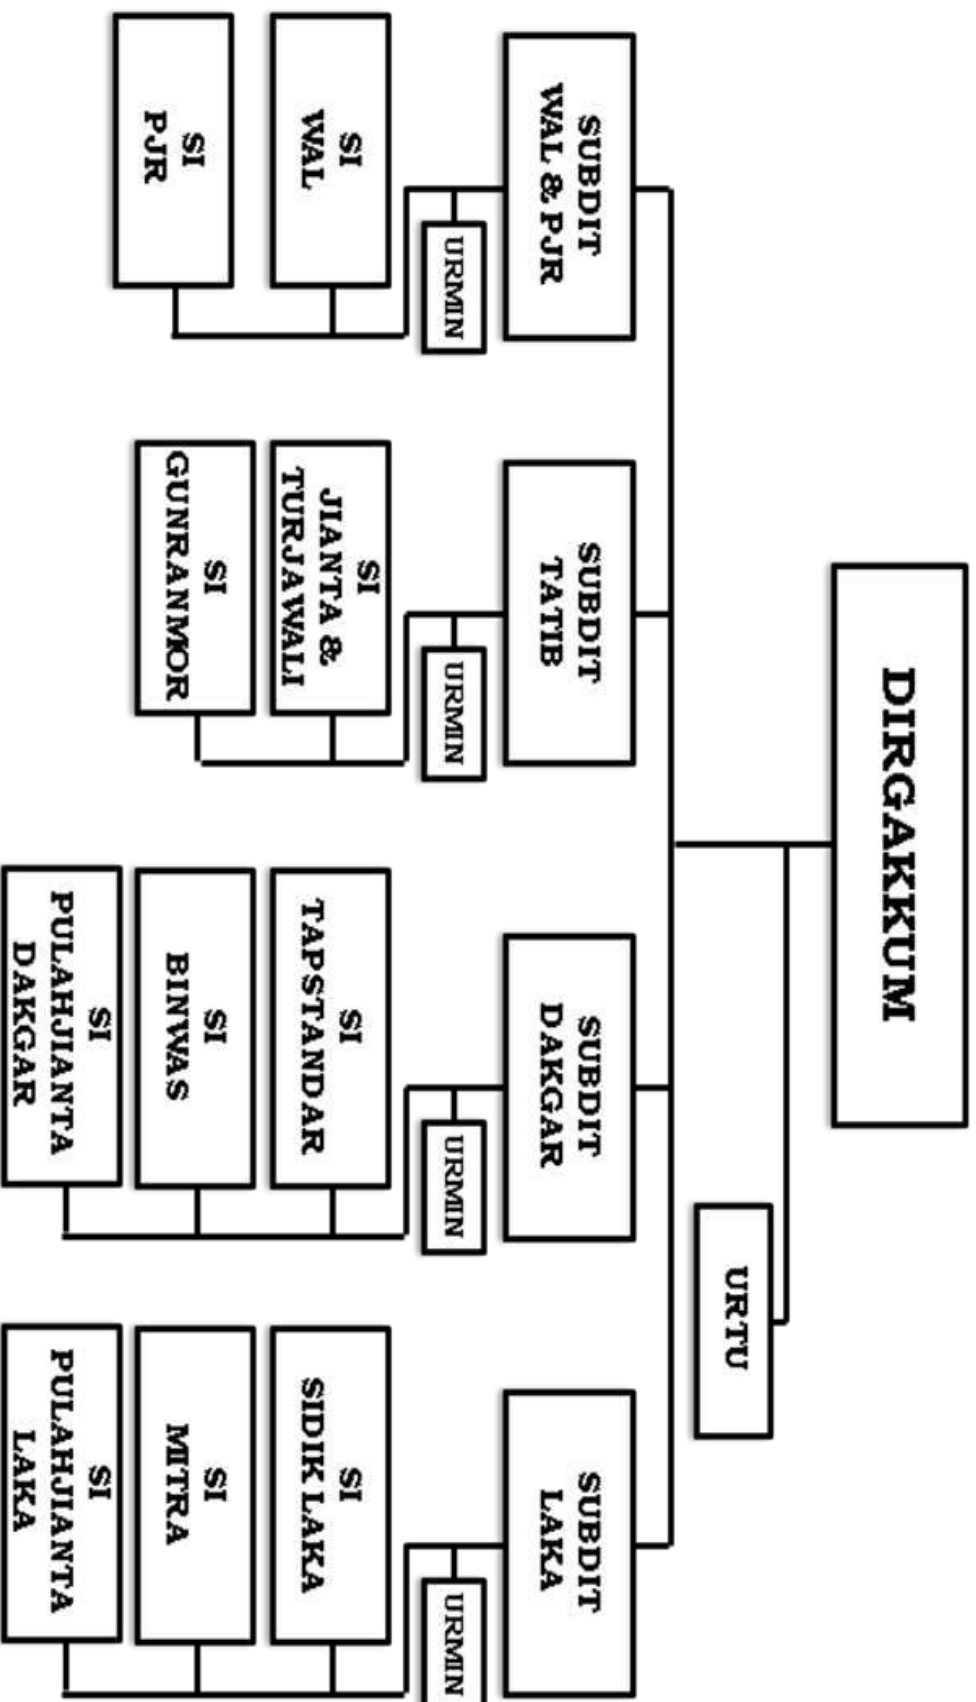 DIRGAKKUM
URTU
SUBDIT
WAL & PJR
SUBDIT
TATIB
SUBDIT
DAKGAR
SUBDIT
LAKA
URMIN
URMIN
URMIN
URMIN
SI
WAL
SI
JIANTA &
TURJAWALI
SI
TAPSTANDAR
SI
SIDIK LAKA
SI
PJR
SI
GUNRANMOR
SI
BINWAS
SI
MITRA
SI
PULAHJIANTA
DAKGAR
SI
PULAHJIANTA
LAKA